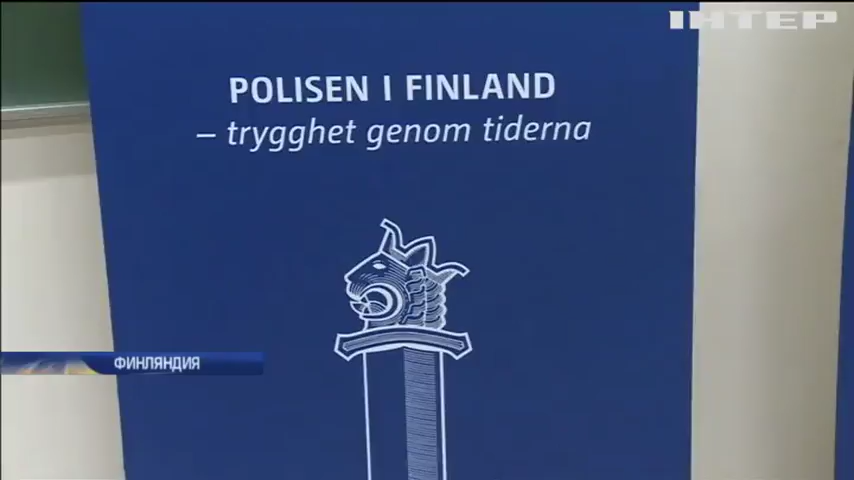 ІНТЕР
POLISEN I FINLAND
– trygghet genom tiderna
ФИНЛЯНДИЯ